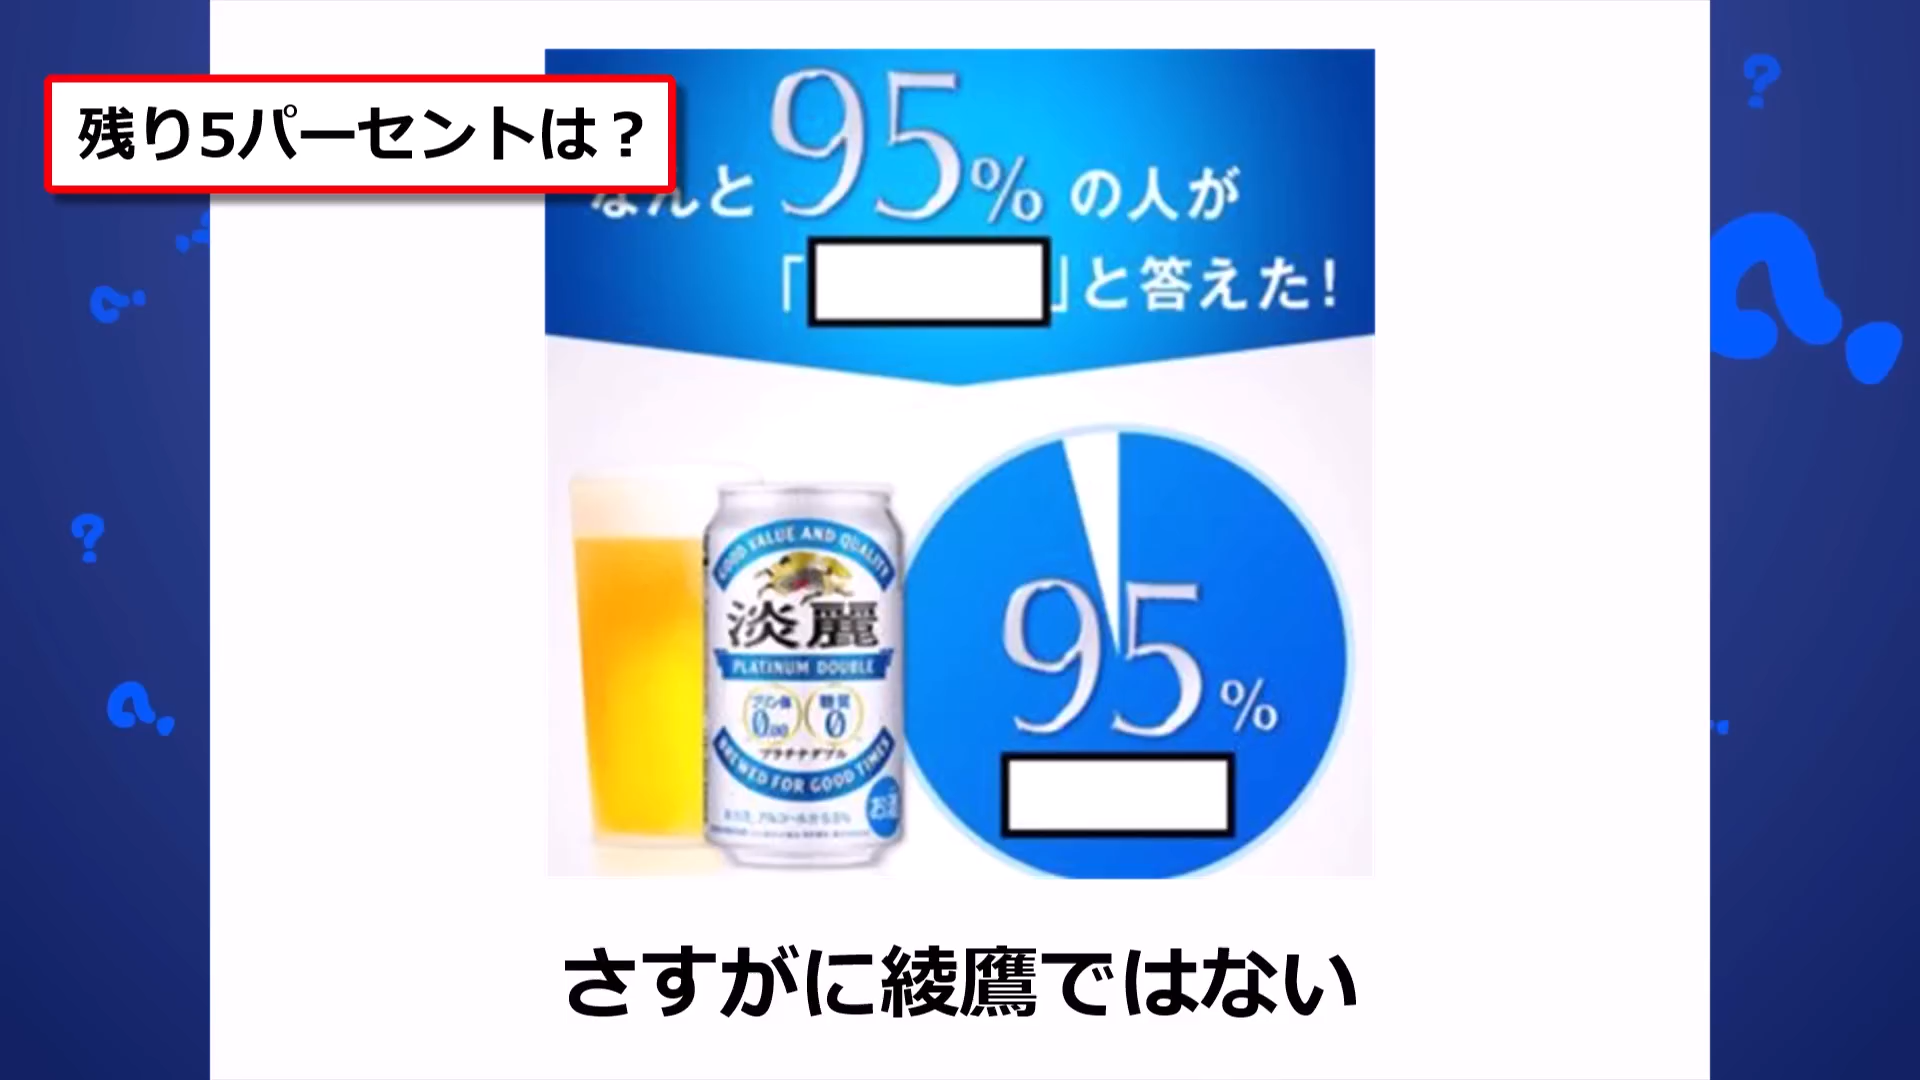 残り5パーセントは？
なんと95%の人が
「　　」と答えた!
GOOD VALUE AND QUALITY
淡麗
PLATINUM DOUBLE
プリン体 0.00 糖質 0
プラチナダブル
BREWED FOR GOOD TIMES
お酒
95%
さすがに綾鷹ではない